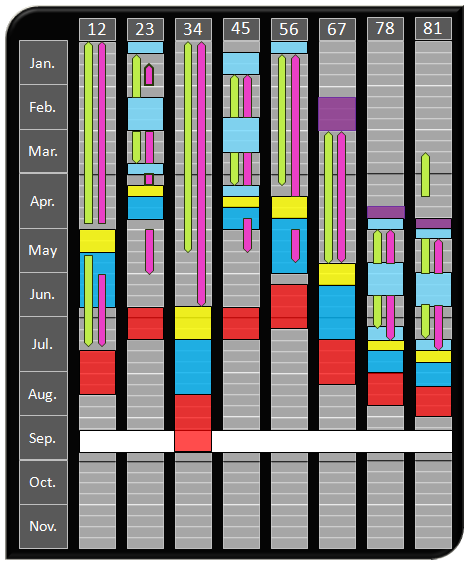 12 23 34 45 56 67 78 81
Jan.
Feb.
Mar.
Apr.
May
Jun.
Jul.
Aug.
Sep.
Oct.
Nov.